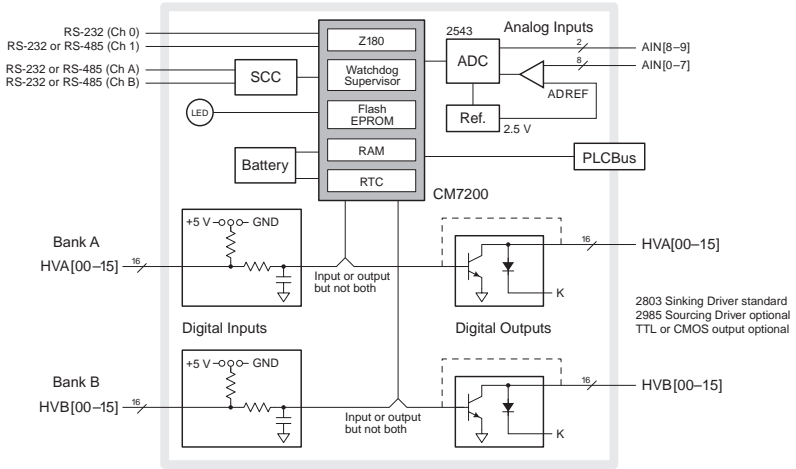 RS-232 (Ch 0)
RS-232 or RS-485 (Ch 1)
RS-232 or RS-485 (Ch A)
RS-232 or RS-485 (Ch B)
SCC
LED
Battery
Z180
Watchdog
Supervisor
Flash
EPROM
RAM
RTC
CM7200
2543
ADC
Analog Inputs
2
AIN[8–9]
8
AIN[0–7]
ADREF
Ref.
2.5 V
PLCBus
+5 V
GND
Bank A
HVA[00–15]
16
Input or output
but not both
K
16
HVA[00–15]
Digital Inputs
Digital Outputs
2803 Sinking Driver standard
2985 Sourcing Driver optional
TTL or CMOS output optional
+5 V
GND
Bank B
HVB[00–15]
16
Input or output
but not both
K
16
HVB[00–15]